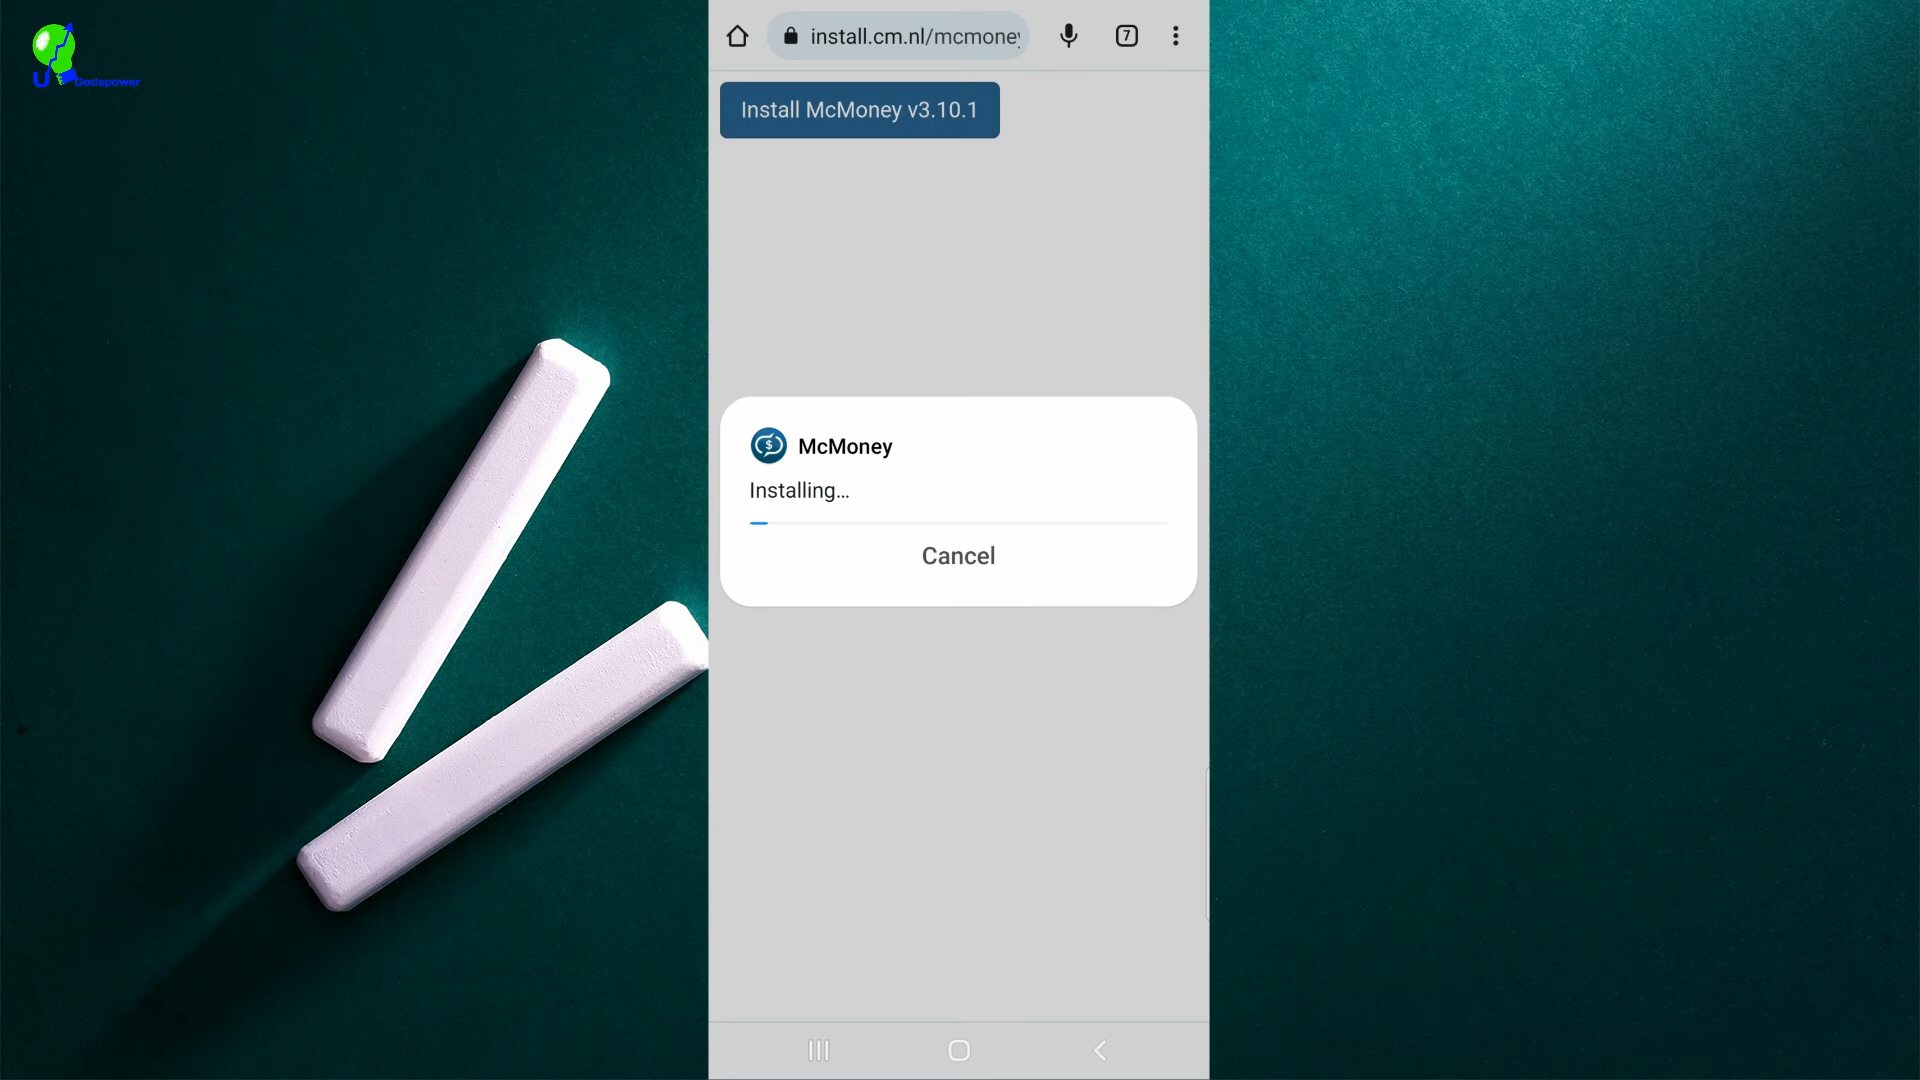 U
Godspower
install.cm.nl/mcmoney
7
Install McMoney v3.10.1
$
McMoney
Installing...
Cancel